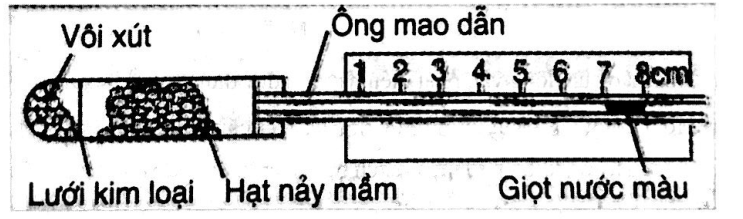 Vôi xút
Ống mao dẫn
1 2 3 4 5 6 7 8cm
Lưới kim loại
Hạt nảy mầm
Giọt nước màu